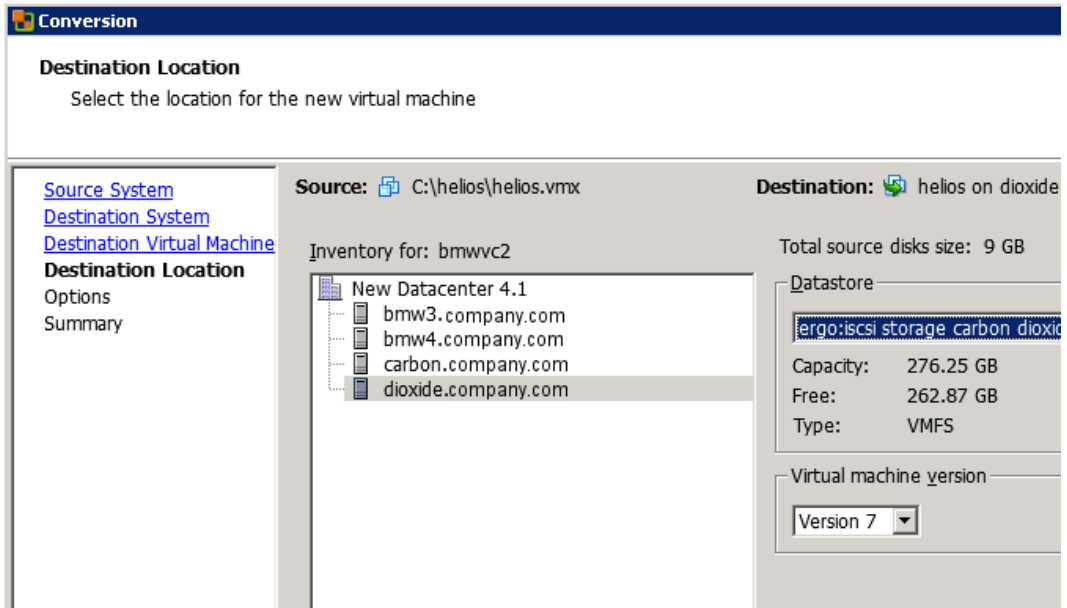 Conversion
Destination Location
Select the location for the new virtual machine
Source System
Destination System
Destination Virtual Machine
Destination Location
Options
Summary
Source: C:\helios\helios.vmx
Inventory for: bmwvc2
New Datacenter 4.1
bmw3.company.com
bmw4.company.com
carbon.company.com
dioxide.company.com
Destination: helios on dioxide
Total source disks size: 9 GB
Datastore
ergo:iscsi storage carbon
Capacity: 276.25 GB
Free: 262.87 GB
Type: VMFS
Virtual machine version
Version 7